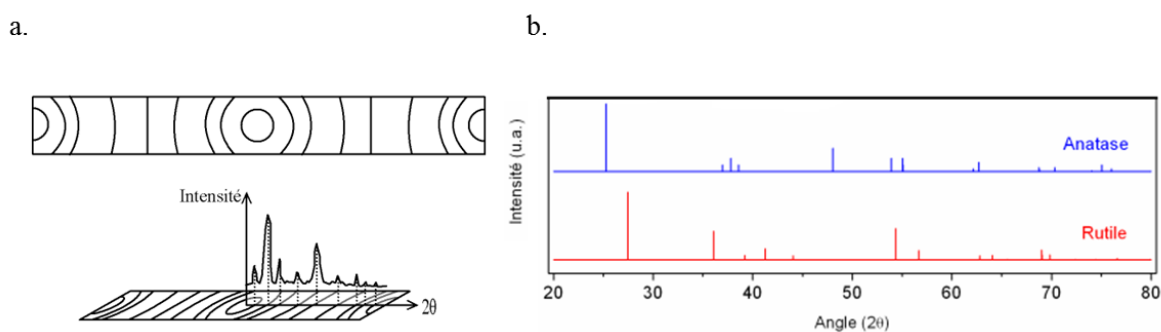 a.
b.
Intensité
2θ
Intensité (u.a.)
Anatase
Rutile
20 30 40 50 60 70 80
Angle (2θ)